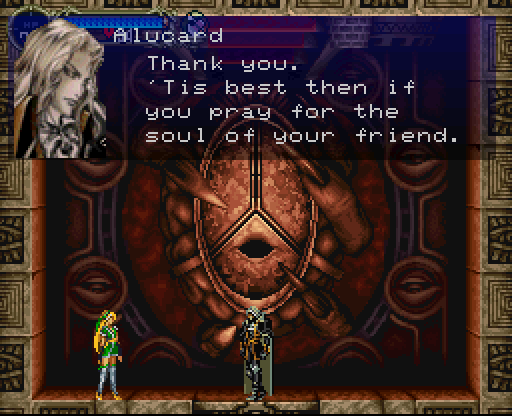 Alucard
Thank you.
'Tis best then if
you pray for the
soul of your friend.